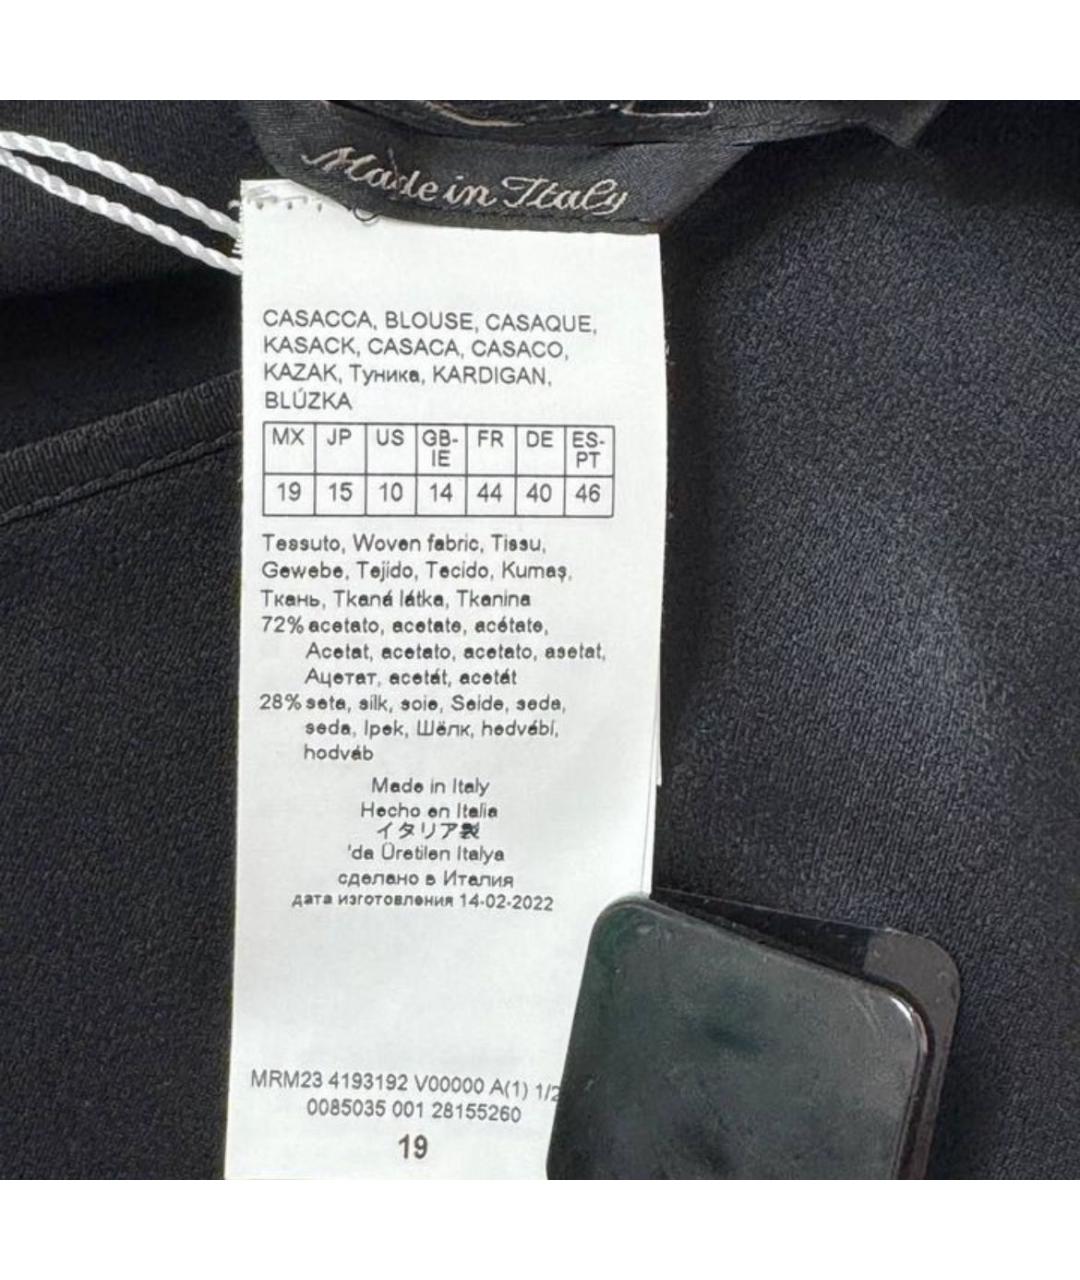 Made in Italy
CASACCA, BLOUSE, CASAQUE,
KASACK, CASACA, CASACO,
KAZAK, Туника, KARDIGAN,
BLÚZKA
MX JP US GB-IE FR DE ES-PT
19 15 10 14 44 40 46
Tessuto, Woven fabric, Tissu,
Gewebe, Tejido, Tecido, Kumaş,
Ткань, Tkaná látka, Tkanina
72% acetato, acetate, acétate,
Acetat, acetato, acetato, asetat,
Ацетат, acetát, acetát
28% seta, silk, soie, Seide, seda,
seda, Ipek, Шёлк, hedvábí,
hodváb
Made in Italy
Hecho en Italia
イタリア製
'da Üretilen Italya
сделано в Италия
дата изготовления 14-02-2022
MRM23 4193192 V00000 A(1) 1/2
0085035 001 28155260
19